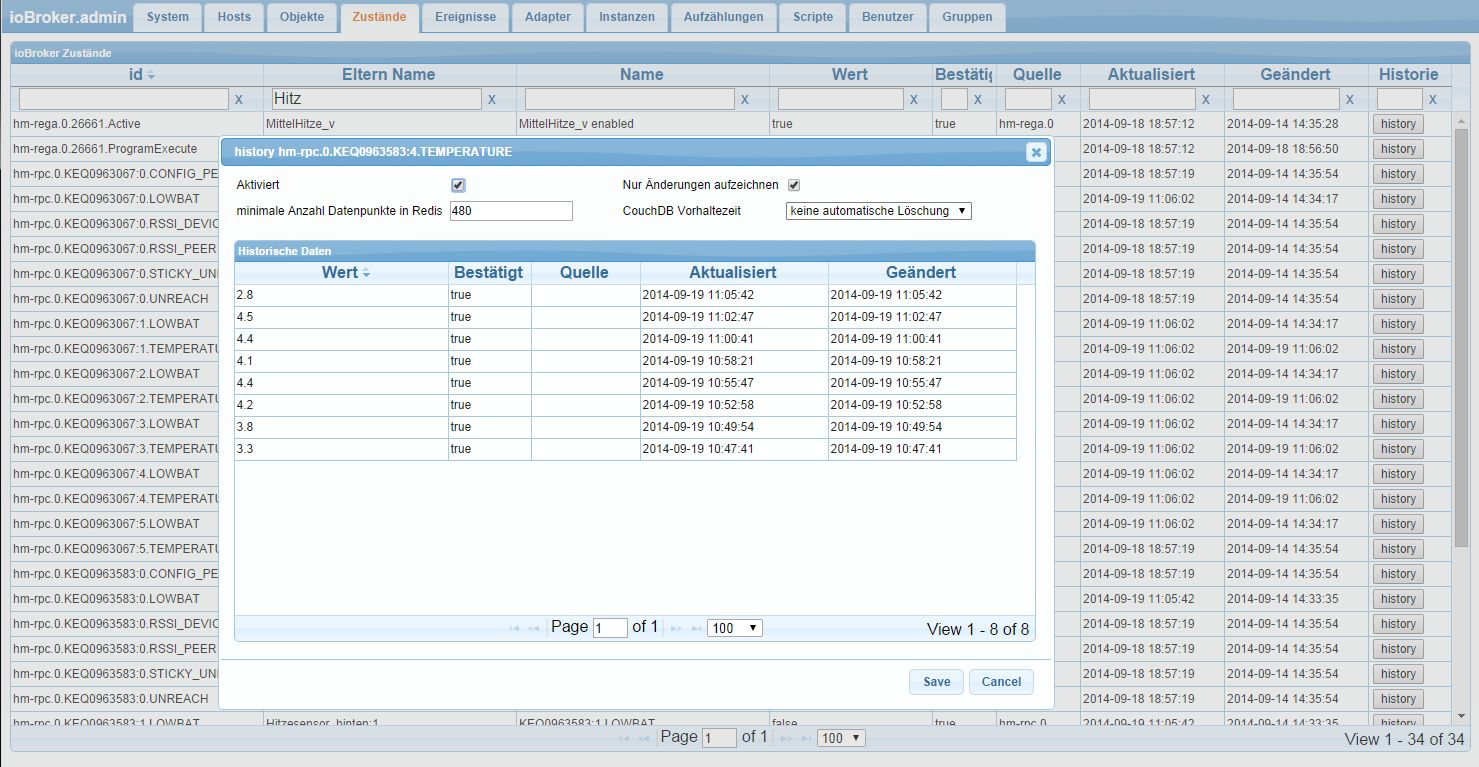 ioBroker.admin System Hosts Objekte Zustände Ereignisse Adapter Instanzen Aufzählungen Scripte Benutzer Gruppen
ioBroker Zustände
id Eltern Name Name Wert Bestätig Quelle Aktualisiert Geändert Historie
x Hitz x x x x x x x x
hm-rega.0.26661.Active MittelHitze_v MittelHitze_v enabled true true hm-rega.0 2014-09-18 18:57:12 2014-09-14 14:35:28 history
hm-rega.0.26661.ProgramExecute 2014-09-18 18:57:12 2014-09-18 18:56:50 history
hm-rpc.0.KEQ0963067:0.CONFIG_PE 2014-09-18 18:57:19 2014-09-14 14:35:54 history
hm-rpc.0.KEQ0963067:0.LOWBAT 2014-09-19 11:06:02 2014-09-14 14:34:17 history
hm-rpc.0.KEQ0963067:0.RSSI_DEVIC 2014-09-18 18:57:19 2014-09-14 14:35:54 history
hm-rpc.0.KEQ0963067:0.RSSI_PEER 2014-09-18 18:57:19 2014-09-14 14:35:54 history
hm-rpc.0.KEQ0963067:0.STICKY_UN 2014-09-18 18:57:19 2014-09-14 14:35:54 history
hm-rpc.0.KEQ0963067:0.UNREACH 2014-09-18 18:57:19 2014-09-14 14:35:54 history
hm-rpc.0.KEQ0963067:1.LOWBAT 2014-09-19 11:06:02 2014-09-14 14:34:17 history
hm-rpc.0.KEQ0963067:1.TEMPERATU 2014-09-19 11:06:02 2014-09-19 11:06:02 history
hm-rpc.0.KEQ0963067:2.LOWBAT 2014-09-19 11:06:02 2014-09-14 14:34:17 history
hm-rpc.0.KEQ0963067:2.TEMPERATU 2014-09-19 11:06:02 2014-09-19 11:06:02 history
hm-rpc.0.KEQ0963067:3.LOWBAT 2014-09-19 11:06:02 2014-09-14 14:34:17 history
hm-rpc.0.KEQ0963067:3.TEMPERATU 2014-09-19 11:06:02 2014-09-19 11:06:02 history
hm-rpc.0.KEQ0963067:4.LOWBAT 2014-09-19 11:06:02 2014-09-14 14:34:17 history
hm-rpc.0.KEQ0963067:4.TEMPERATU 2014-09-19 11:06:02 2014-09-19 11:06:02 history
hm-rpc.0.KEQ0963067:5.LOWBAT 2014-09-19 11:06:02 2014-09-14 14:34:17 history
hm-rpc.0.KEQ0963067:5.TEMPERATU 2014-09-18 18:57:19 2014-09-14 14:35:54 history
hm-rpc.0.KEQ0963583:0.CONFIG_PE 2014-09-18 18:57:19 2014-09-14 14:35:54 history
hm-rpc.0.KEQ0963583:0.LOWBAT 2014-09-19 11:05:42 2014-09-14 14:33:35 history
hm-rpc.0.KEQ0963583:0.RSSI_DEVIC 2014-09-18 18:57:19 2014-09-14 14:35:54 history
hm-rpc.0.KEQ0963583:0.RSSI_PEER 2014-09-18 18:57:19 2014-09-14 14:35:54 history
hm-rpc.0.KEQ0963583:0.STICKY_UN 2014-09-18 18:57:19 2014-09-14 14:35:54 history
hm-rpc.0.KEQ0963583:0.UNREACH 2014-09-18 18:57:19 2014-09-14 14:35:54 history
hm-rpc.0.KEQ0963583:1.LOWBAT Hitzesensor_hinten:1 KEQ0963583:1.LOWBAT false true hm-rpc.0 2014-09-19 11:05:42 2014-09-14 14:33:35 history
Page 1 of 1 100 View 1 - 34 of 34
history hm-rpc.0.KEQ0963583:4.TEMPERATURE
Aktiviert Nur Änderungen aufzeichnen
minimale Anzahl Datenpunkte in Redis 480 CouchDB Vorhaltezeit keine automatische Löschung
Historische Daten
Wert Bestätigt Quelle Aktualisiert Geändert
2.8 true 2014-09-19 11:05:42 2014-09-19 11:05:42
4.5 true 2014-09-19 11:02:47 2014-09-19 11:02:47
4.4 true 2014-09-19 11:00:41 2014-09-19 11:00:41
4.1 true 2014-09-19 10:58:21 2014-09-19 10:58:21
4.4 true 2014-09-19 10:55:47 2014-09-19 10:55:47
4.2 true 2014-09-19 10:52:58 2014-09-19 10:52:58
3.8 true 2014-09-19 10:49:54 2014-09-19 10:49:54
3.3 true 2014-09-19 10:47:41 2014-09-19 10:47:41
Page 1 of 1 100 View 1 - 8 of 8
Save Cancel